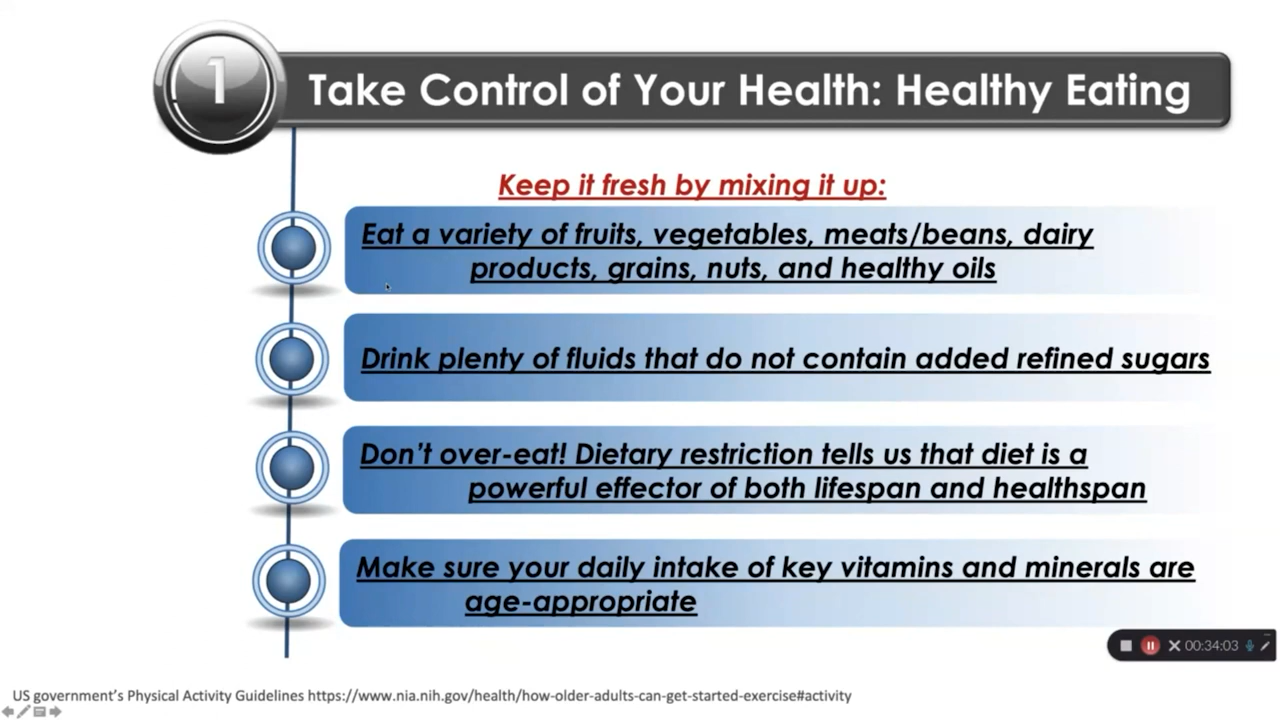 1
Take Control of Your Health: Healthy Eating
Keep it fresh by mixing it up:
Eat a variety of fruits, vegetables, meats/beans, dairy
products, grains, nuts, and healthy oils
Drink plenty of fluids that do not contain added refined sugars
Don’t over-eat! Dietary restriction tells us that diet is a
powerful effector of both lifespan and healthspan
Make sure your daily intake of key vitamins and minerals are
age-appropriate
00:34:03
US government’s Physical Activity Guidelines https://www.nia.nih.gov/health/how-older-adults-can-get-started-exercise#activity